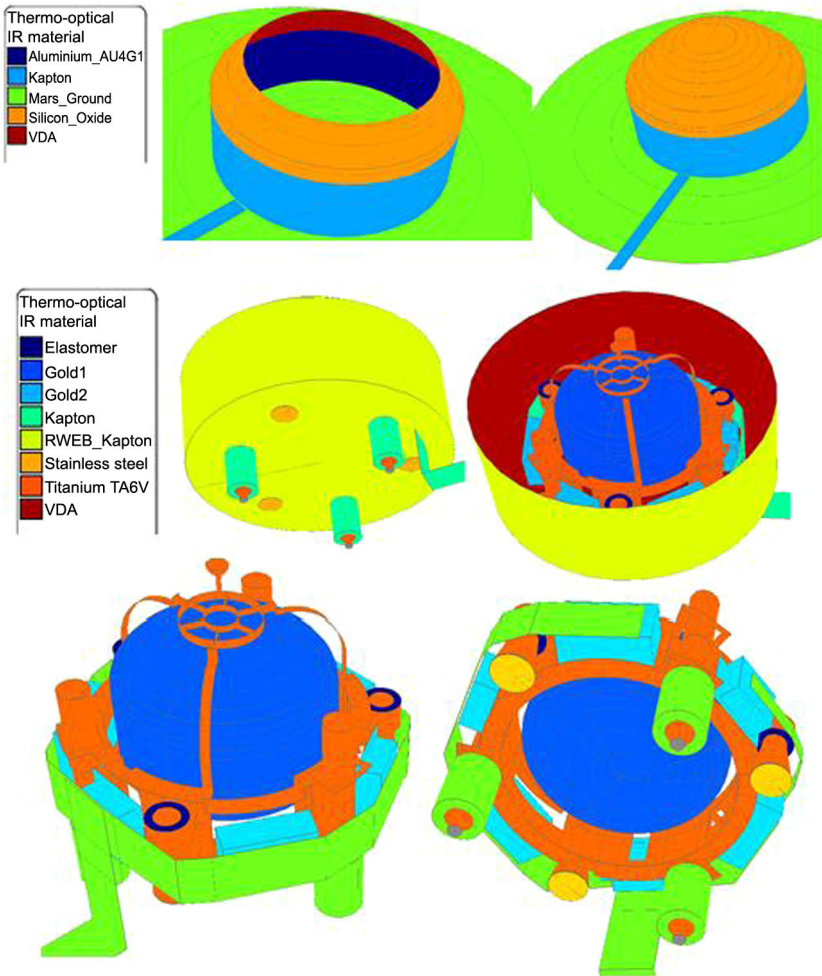 Thermo-optical
IR material
Aluminium_AU4G1
Kapton
Mars_Ground
Silicon_Oxide
VDA
Thermo-optical
IR material
Elastomer
Gold1
Gold2
Kapton
RWEB_Kapton
Stainless steel
Titanium TA6V
VDA